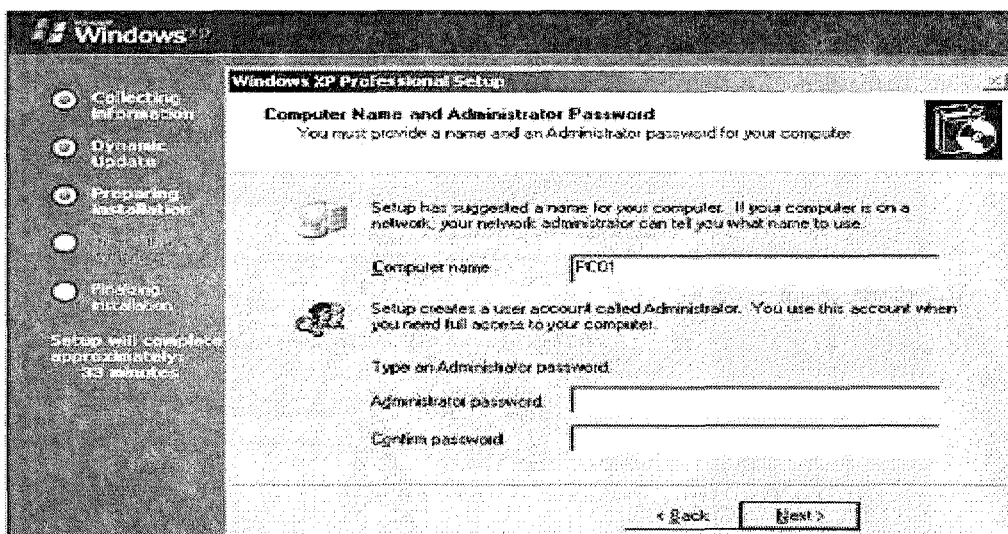 Microsoft
Windows xp
Collecting
Information
Dynamic
Update
Preparing
Installation
Finalizing
Installation
Setup will complete
approximately:
33 minutes
Windows XP Professional Setup
Computer Name and Administrator Password
You must provide a name and an Administrator password for your computer.
Setup has suggested a name for your computer. If your computer is on a
network, your network administrator can tell you what name to use.
Computer name
PC01
Setup creates a user account called Administrator. You use this account when
you need full access to your computer.
Type an Administrator password.
Administrator password
Confirm password
< Back
Next >